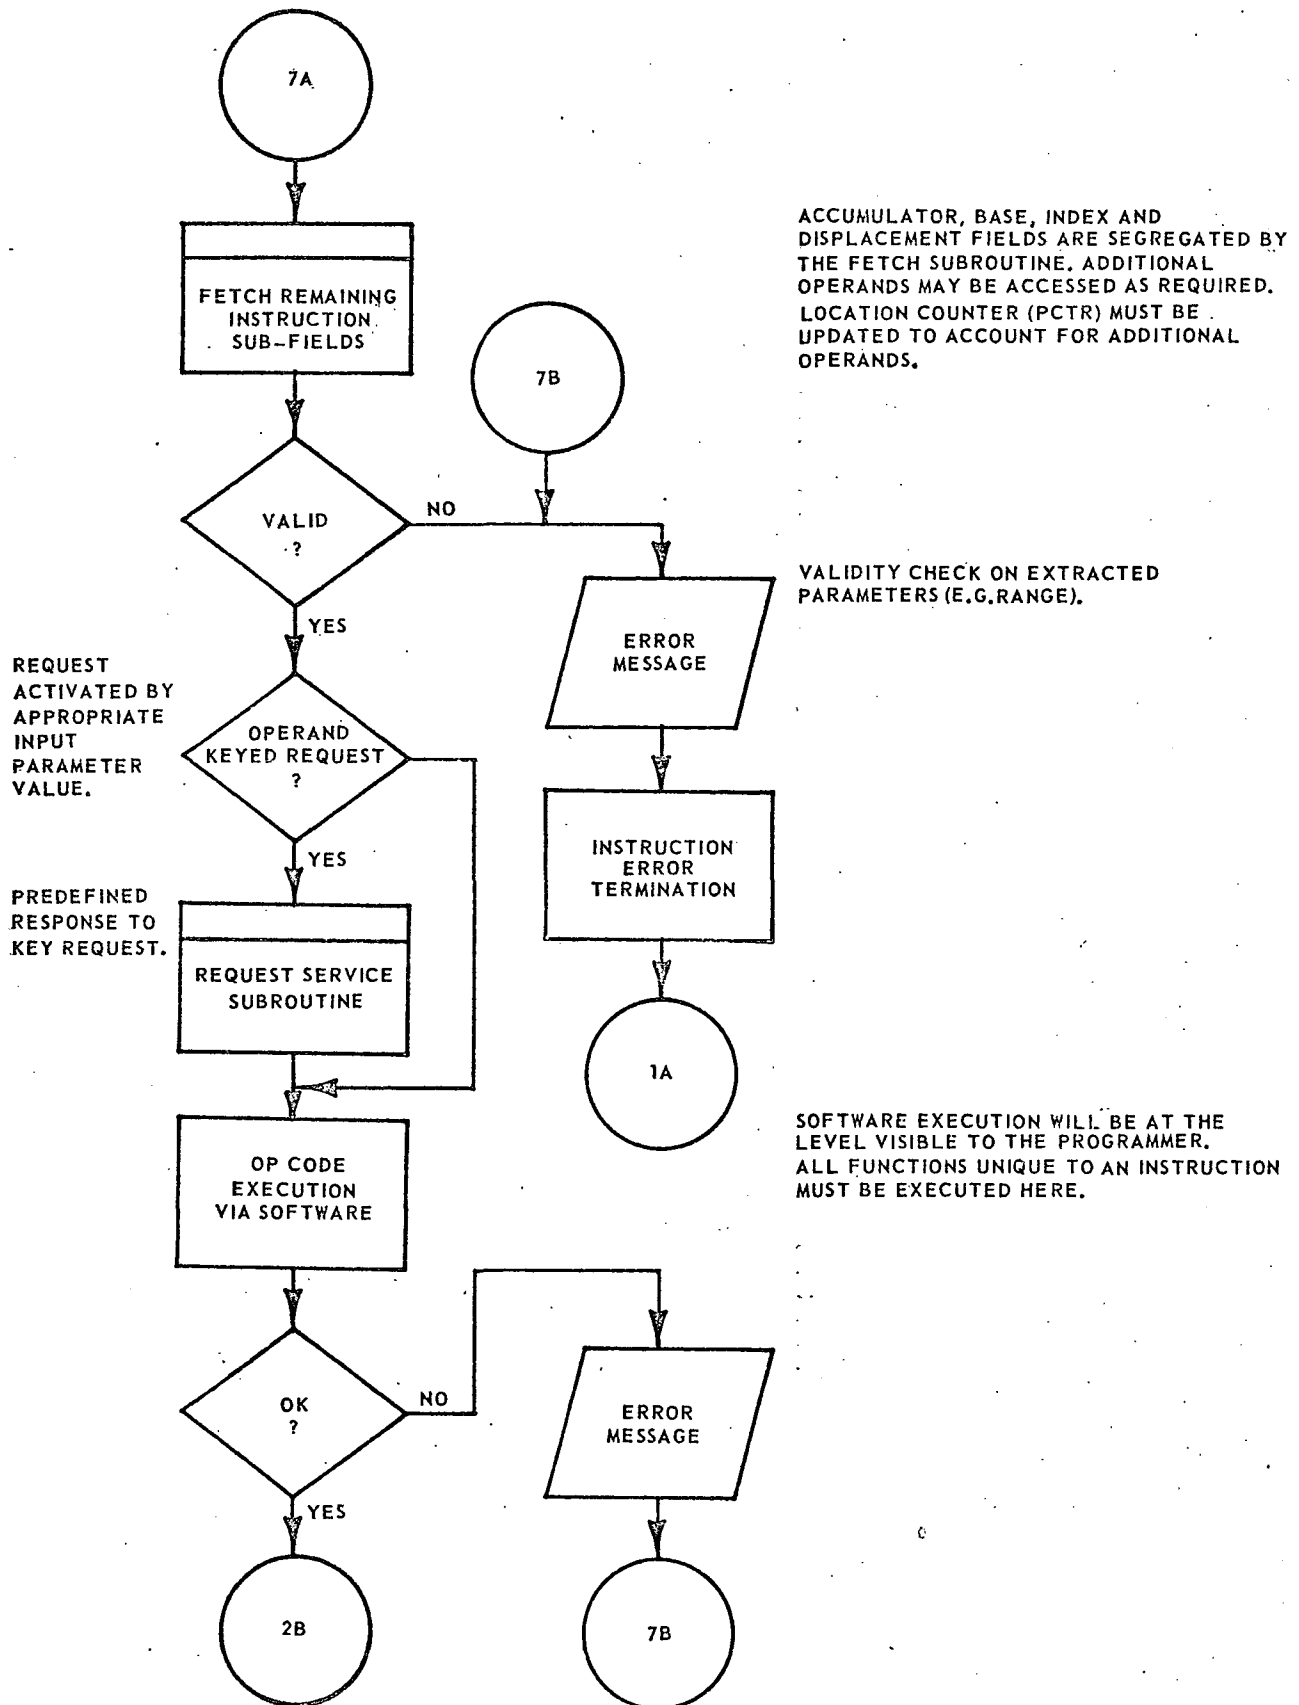 7A
FETCH REMAINING
INSTRUCTION
SUB-FIELDS
ACCUMULATOR, BASE, INDEX AND
DISPLACEMENT FIELDS ARE SEGREGATED BY
THE FETCH SUBROUTINE. ADDITIONAL
OPERANDS MAY BE ACCESSED AS REQUIRED.
LOCATION COUNTER (PCTR) MUST BE
UPDATED TO ACCOUNT FOR ADDITIONAL
OPERANDS.
7B
VALID
?
NO
YES
VALIDITY CHECK ON EXTRACTED
PARAMETERS (E.G.RANGE).
ERROR
MESSAGE
REQUEST
ACTIVATED BY
APPROPRIATE
INPUT
PARAMETER
VALUE.
OPERAND
KEYED REQUEST
?
YES
INSTRUCTION
ERROR
TERMINATION
PREDEFINED
RESPONSE TO
KEY REQUEST.
REQUEST SERVICE
SUBROUTINE
1A
OP CODE
EXECUTION
VIA SOFTWARE
SOFTWARE EXECUTION WILL BE AT THE
LEVEL VISIBLE TO THE PROGRAMMER.
ALL FUNCTIONS UNIQUE TO AN INSTRUCTION
MUST BE EXECUTED HERE.
OK
?
NO
YES
ERROR
MESSAGE
2B
7B